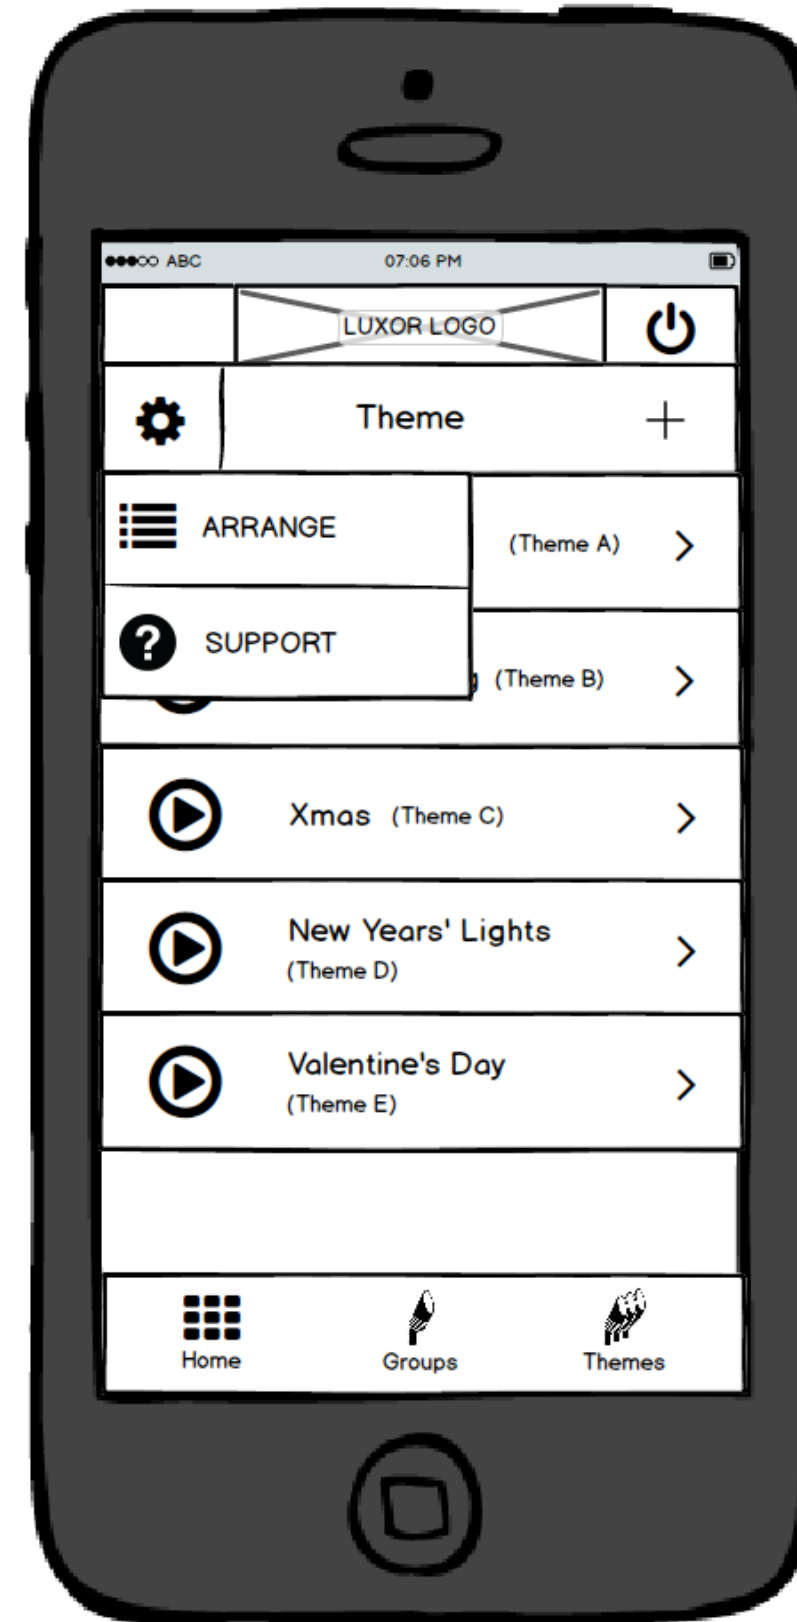 ABC 07:06 PM
LUXOR LOGO
Theme
ARRANGE
(Theme A)
SUPPORT
(Theme B)
Xmas (Theme C)
New Years' Lights
(Theme D)
Valentine's Day
(Theme E)
Home Groups Themes